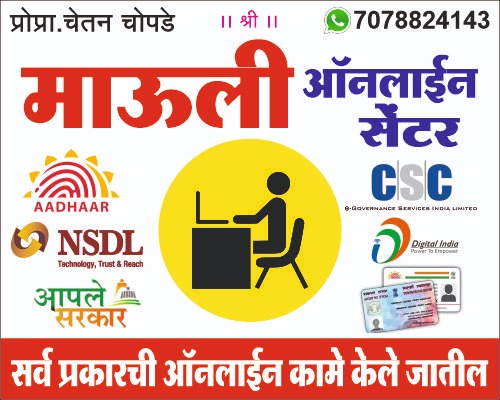 प्रोप्रा.चेतन चोपडे
॥ श्री ॥
7078824143
माऊली
ऑनलाईन
सेंटर
AADHAAR
CSC
e-Governance Services India Limited
NSDL
Technology, Trust & Reach
Digital India
Power To Empower
आपले
सरकार
सर्व प्रकारची ऑनलाईन कामे केले जातील